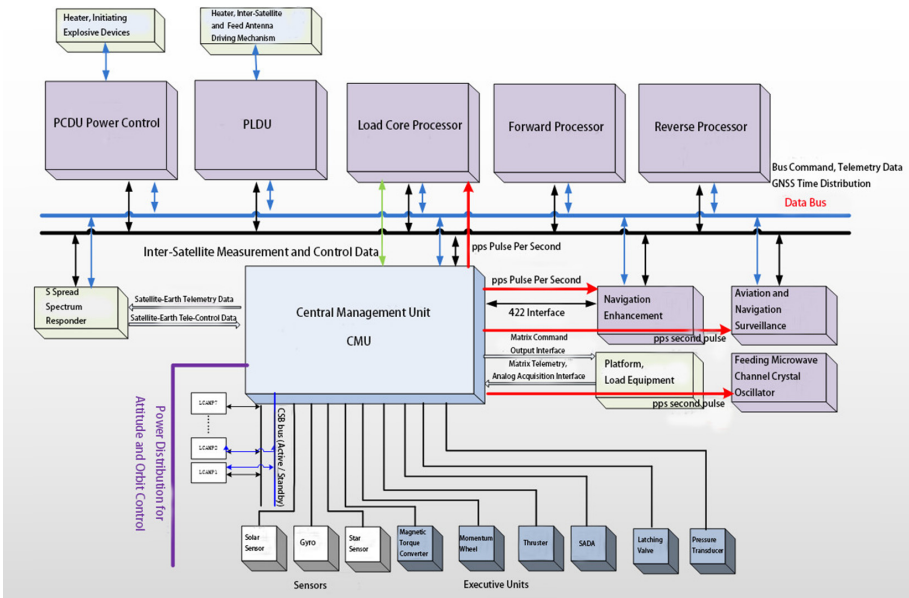 Heater, Initiating
Explosive Devices
Heater, Inter-Satellite
and Feed Antenna
Driving Mechanism
PCDU Power Control
PLDU
Load Core Processor
Forward Processor
Reverse Processor
Bus Command, Telemetry Data
GNSS Time Distribution
Data Bus
Inter-Satellite Measurement and Control Data
pps Pulse Per Second
S Spread
Spectrum
Responder
Satellite-Earth Telemetry Data
Satellite-Earth Tele-Control Data
Central Management Unit
CMU
pps Pulse Per Second
422 Interface
Navigation
Enhancement
Aviation and
Navigation
Surveillance
pps second pulse
Matrix Command
Output Interface
Matrix Telemetry,
Analog Acquisition Interface
Platform,
Load Equipment
Feeding Microwave
Channel Crystal
Oscillator
pps second pulse
Power Distribution for
Attitude and Orbit Control
LCAMP7
LCAMP2
LCAMP1
CSB bus (Active / Standby)
Solar
Sensor
Gyro
Star
Sensor
Magnetic
Torque
Converter
Momentum
Wheel
Thruster
SADA
Latching
Valve
Pressure
Transducer
Sensors
Executive Units